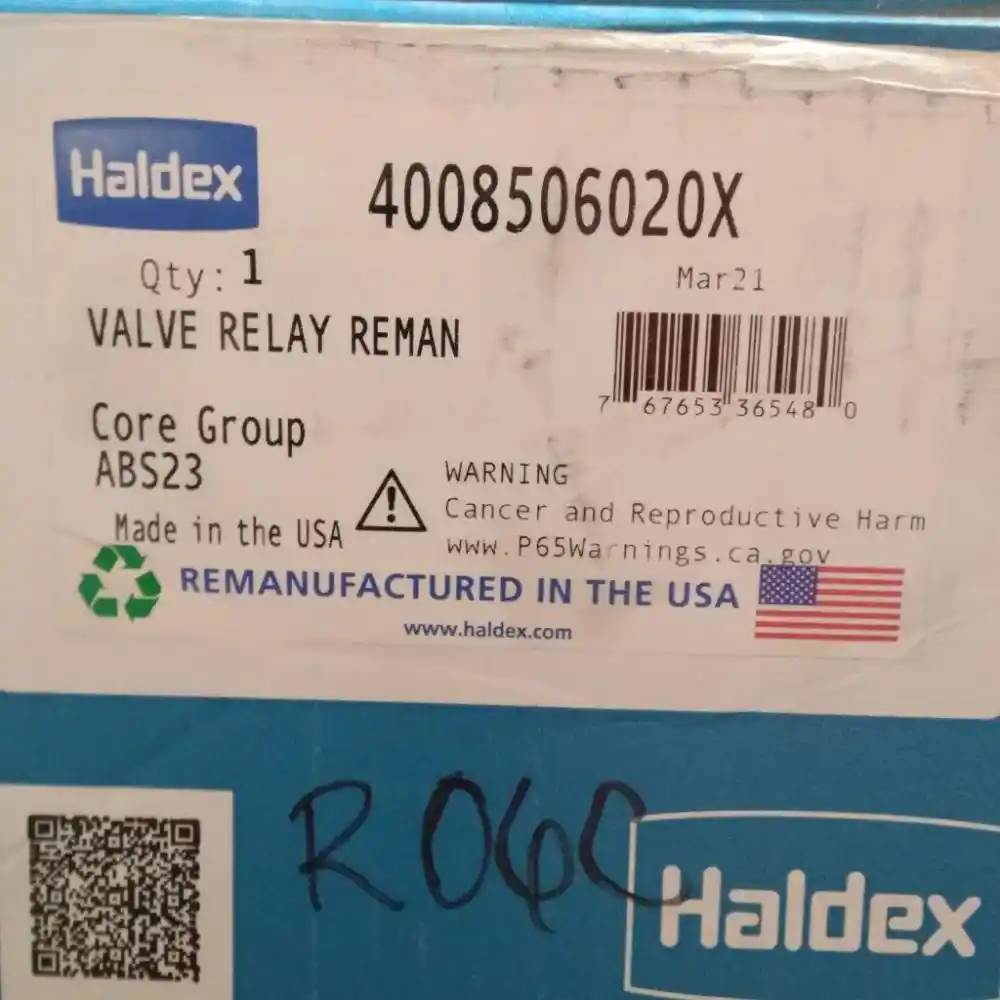 Haldex
4008506020X
Qty: 1
Mar21
VALVE RELAY REMAN
7 67653 36548 0
Core Group
ABS23
WARNING
Cancer and Reproductive Harm
www.P65Warnings.ca.gov
Made in the USA
REMANUFACTURED IN THE USA
www.haldex.com
R06C
Haldex